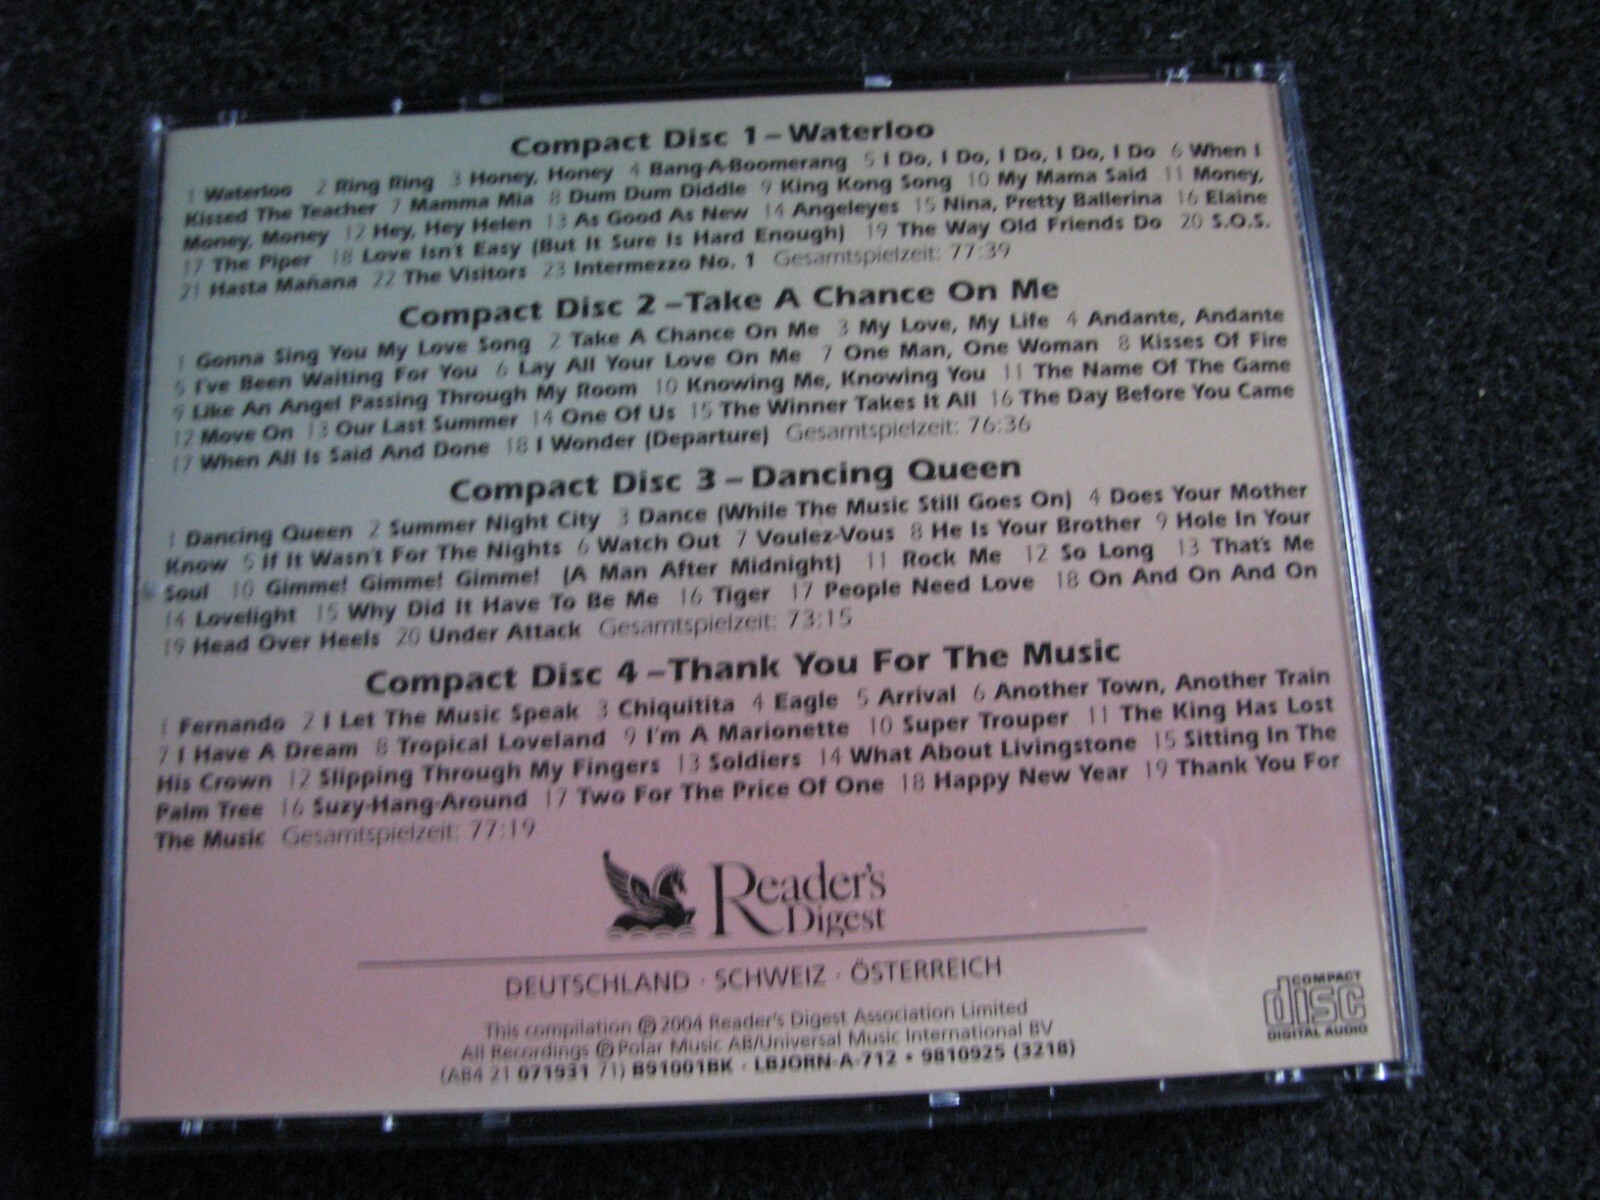 Compact Disc 1 – Waterloo
1 Waterloo 2 Ring Ring 3 Honey, Honey 4 Bang-A-Boomerang 5 I Do, I Do, I Do, I Do, I Do 6 When I
Kissed The Teacher 7 Mamma Mia 8 Dum Dum Diddle 9 King Kong Song 10 My Mama Said 11 Money,
Money, Money 12 Hey, Hey Helen 13 As Good As New 14 Angeleyes 15 Nina, Pretty Ballerina 16 Elaine
17 The Piper 18 Love Isn't Easy (But It Sure Is Hard Enough) 19 The Way Old Friends Do 20 S.O.S.
21 Hasta Mañana 22 The Visitors 23 Intermezzo No. 1 Gesamtspielzeit: 77:39
Compact Disc 2 – Take A Chance On Me
1 Gonna Sing You My Love Song 2 Take A Chance On Me 3 My Love, My Life 4 Andante, Andante
5 I've Been Waiting For You 6 Lay All Your Love On Me 7 One Man, One Woman 8 Kisses Of Fire
9 Like An Angel Passing Through My Room 10 Knowing Me, Knowing You 11 The Name Of The Game
12 Move On 13 Our Last Summer 14 One Of Us 15 The Winner Takes It All 16 The Day Before You Came
17 When All Is Said And Done 18 I Wonder (Departure) Gesamtspielzeit: 76:36
Compact Disc 3 – Dancing Queen
1 Dancing Queen 2 Summer Night City 3 Dance (While The Music Still Goes On) 4 Does Your Mother
Know 5 If It Wasn't For The Nights 6 Watch Out 7 Voulez-Vous 8 He Is Your Brother 9 Hole In Your
Soul 10 Gimme! Gimme! Gimme! (A Man After Midnight) 11 Rock Me 12 So Long 13 That's Me
14 Lovelight 15 Why Did It Have To Be Me 16 Tiger 17 People Need Love 18 On And On And On
19 Head Over Heels 20 Under Attack Gesamtspielzeit: 73:15
Compact Disc 4 – Thank You For The Music
1 Fernando 2 I Let The Music Speak 3 Chiquitita 4 Eagle 5 Arrival 6 Another Town, Another Train
7 I Have A Dream 8 Tropical Loveland 9 I'm A Marionette 10 Super Trouper 11 The King Has Lost
His Crown 12 Slipping Through My Fingers 13 Soldiers 14 What About Livingstone 15 Sitting In The
Palm Tree 16 Suzy-Hang-Around 17 Two For The Price Of One 18 Happy New Year 19 Thank You For
The Music Gesamtspielzeit: 77:19
Reader's
Digest
DEUTSCHLAND · SCHWEIZ · ÖSTERREICH
This compilation ℗ 2004 Reader's Digest Association Limited
All Recordings ℗ Polar Music AB/Universal Music International BV
(AB4 21 071931 71) B91001BK · LBJORN-A-712 • 9810925 (3218)
COMPACT
disc
DIGITAL AUDIO